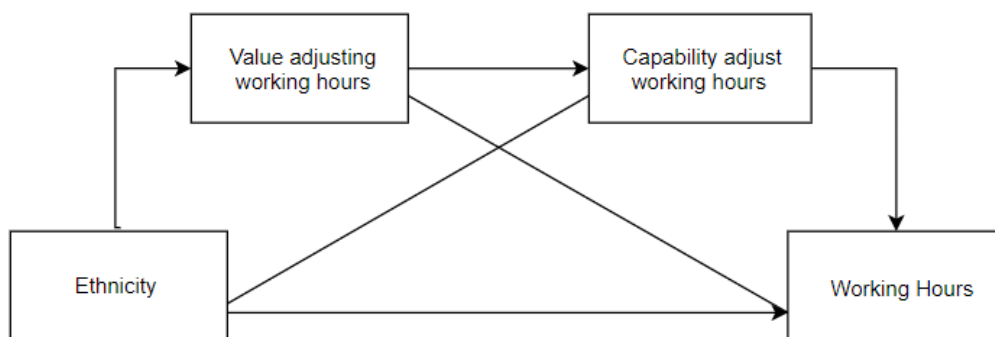 Value adjusting
working hours
Capability adjust
working hours
Ethnicity
Working Hours